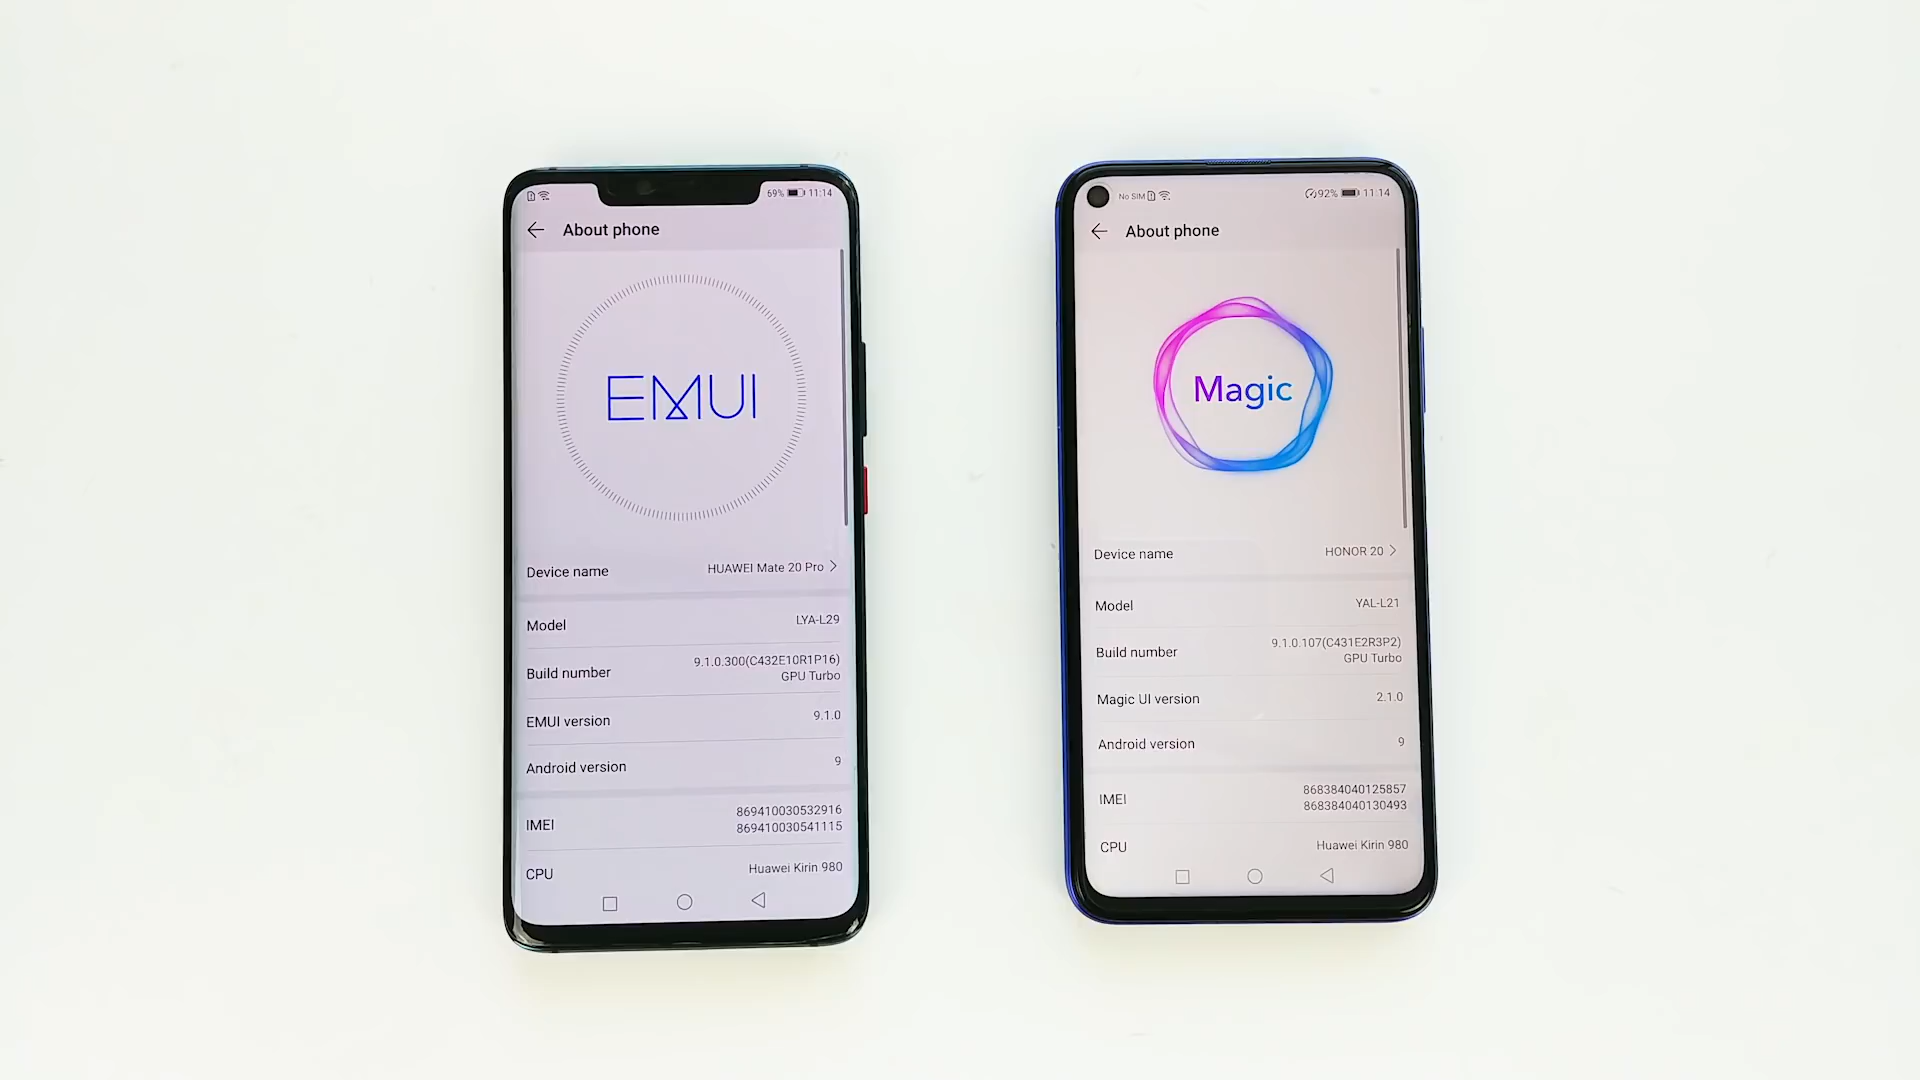 69% 11:14
About phone
EMUI
Device name HUAWEI Mate 20 Pro
Model LYA-L29
Build number 9.1.0.300(C432E10R1P16)
GPU Turbo
EMUI version 9.1.0
Android version 9
IMEI 869410030532916
869410030541115
CPU Huawei Kirin 980
No SIM 92% 11:14
About phone
Magic
Device name HONOR 20
Model YAL-L21
Build number 9.1.0.107(C431E2R3P2)
GPU Turbo
Magic UI version 2.1.0
Android version 9
IMEI 868384040125857
868384040130493
CPU Huawei Kirin 980